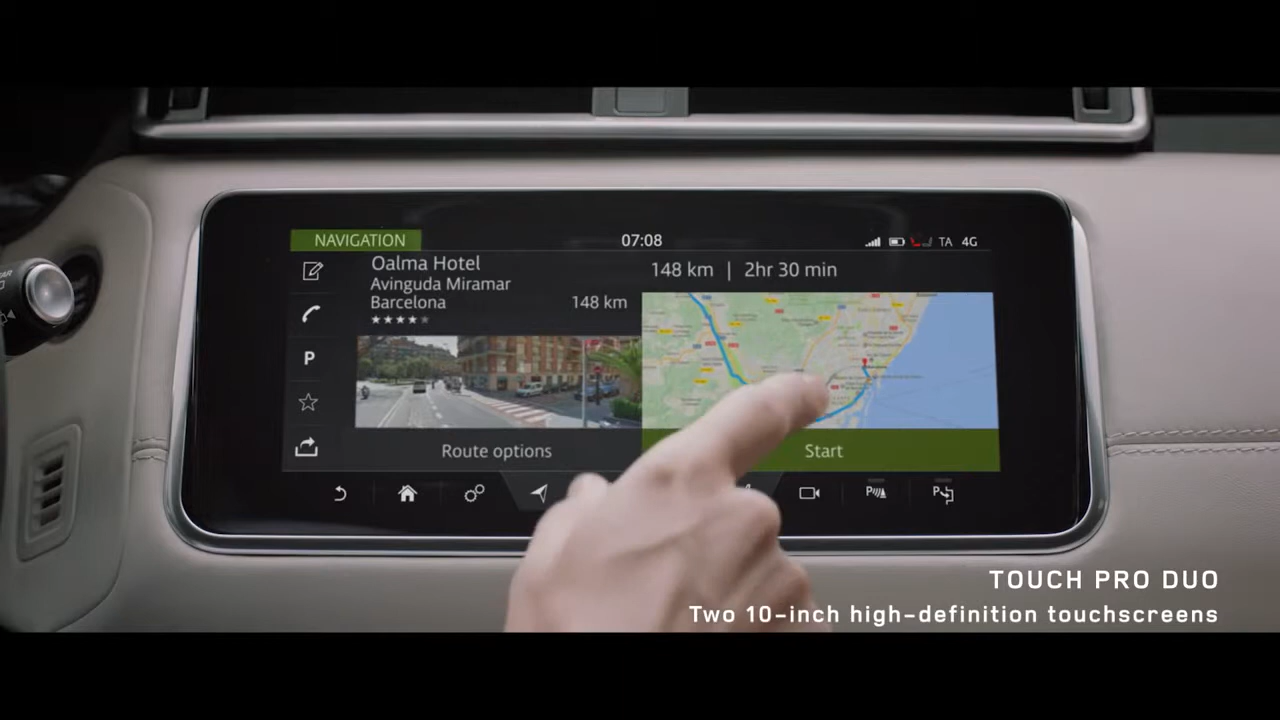 NAVIGATION
07:08
TA 4G
Oalma Hotel
Avinguda Miramar
Barcelona
148 km
148 km | 2hr 30 min
P
Route options
Start
P
P
TOUCH PRO DUO
Two 10-inch high-definition touchscreens